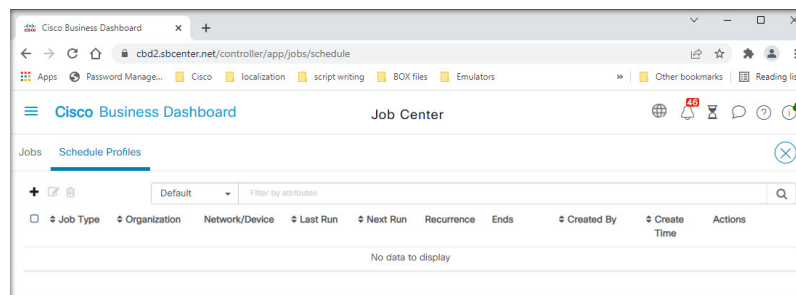 Cisco Business Dashboard
cbd2.sbcenter.net/controller/app/jobs/schedule
Apps Password Manage... Cisco localization script writing BOX files Emulators » Other bookmarks Reading lis
Cisco Business Dashboard Job Center 46
Jobs Schedule Profiles
Default Filter by attributes
Job Type Organization Network/Device Last Run Next Run Recurrence Ends Created By Create Time Actions
No data to display